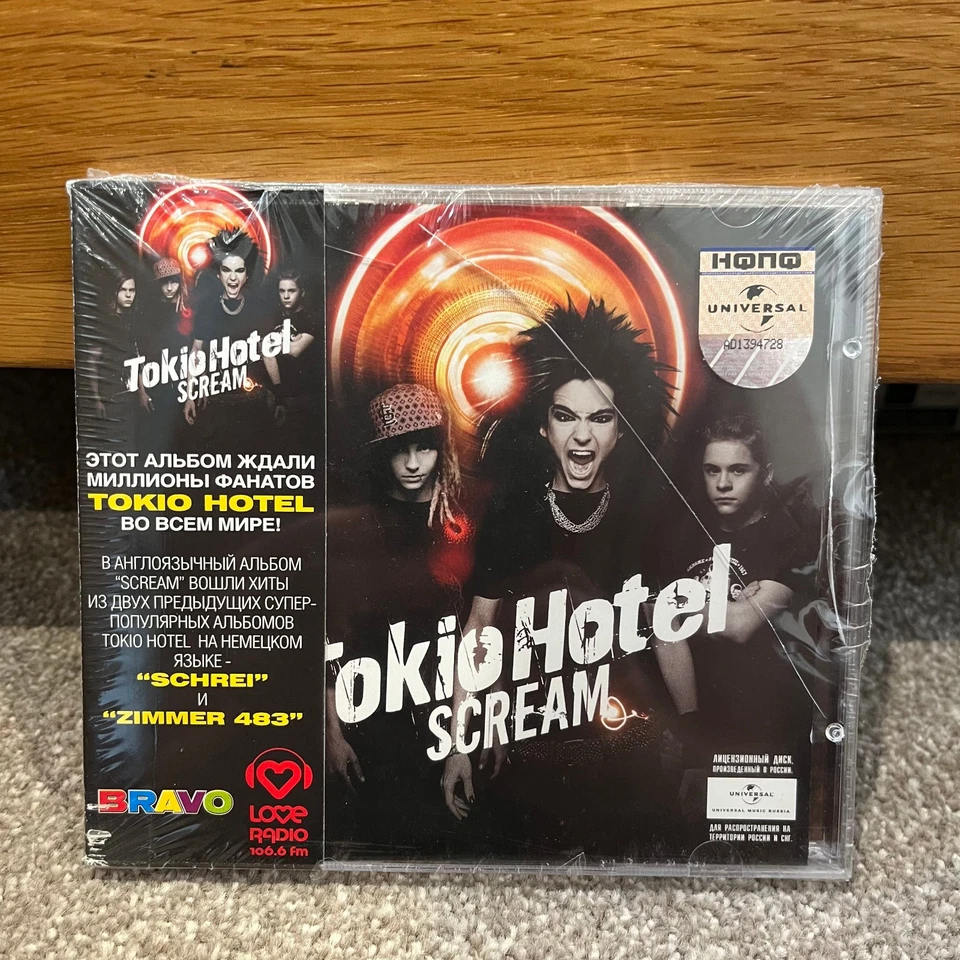 Tokio Hotel
SCREAM
ЭТОТ АЛЬБОМ ЖДАЛИ
МИЛЛИОНЫ ФАНАТОВ
TOKIO HOTEL
ВО ВСЕМ МИРЕ!
В АНГЛОЯЗЫЧНЫЙ АЛЬБОМ
“SCREAM” ВОШЛИ ХИТЫ
ИЗ ДВУХ ПРЕДЫДУЩИХ СУПЕР-
ПОПУЛЯРНЫХ АЛЬБОМОВ
TOKIO HOTEL НА НЕМЕЦКОМ
ЯЗЫКЕ -
“SCHREI”
И
“ZIMMER 483”
BRAVO
LOVE
RADIO
106.6 fm
HQПQ
UNIVERSAL
AD1394728
Tokio Hotel
SCREAM
ЛИЦЕНЗИОННЫЙ ДИСК,
ПРОИЗВЕДЕННЫЙ В РОССИИ.
UNIVERSAL
UNIVERSAL MUSIC RUSSIA
ДЛЯ РАСПРОСТРАНЕНИЯ НА
ТЕРРИТОРИИ РОССИИ И СНГ.